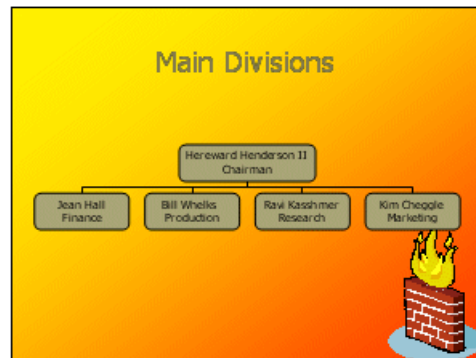 Main Divisions
Hereward Henderson II
Chairman
Jean Hall
Finance
Bill Whelks
Production
Ravi Kasshmer
Research
Kim Cheggle
Marketing